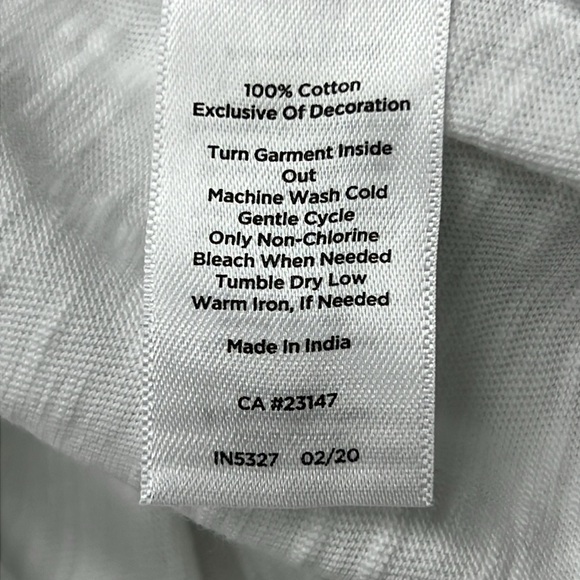 100% Cotton
Exclusive Of Decoration
Turn Garment Inside
Out
Machine Wash Cold
Gentle Cycle
Only Non-Chlorine
Bleach When Needed
Tumble Dry Low
Warm Iron, If Needed
Made In India
CA #23147
IN5327 02/20